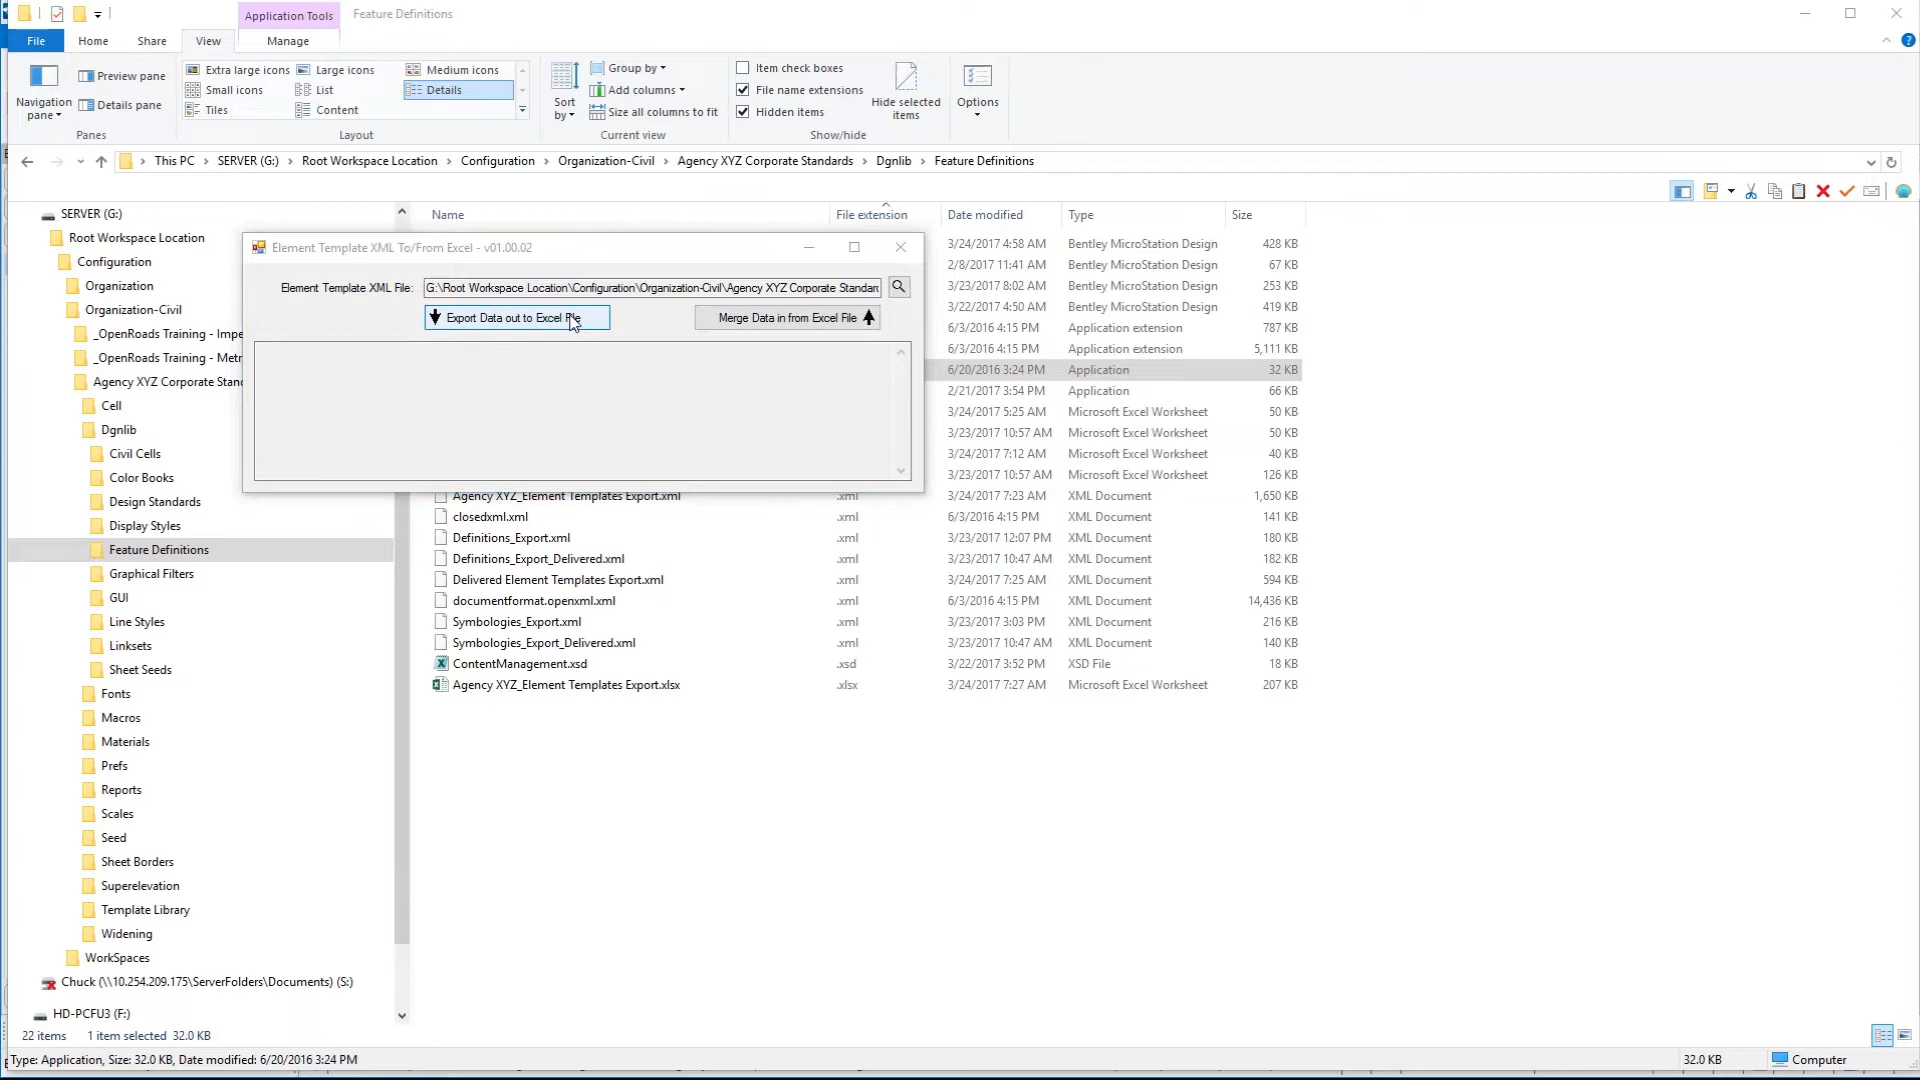 Application Tools
Feature Definitions
File
Home
Share
View
Manage
Navigation pane
Preview pane
Details pane
Extra large icons
Large icons
Medium icons
Small icons
List
Details
Tiles
Content
Sort by
Group by
Add columns
Size all columns to fit
Item check boxes
File name extensions
Hidden items
Hide selected items
Options
Panes
Layout
Current view
Show/hide
This PC > SERVER (G:) > Root Workspace Location > Configuration > Organization-Civil > Agency XYZ Corporate Standards > Dgnlib > Feature Definitions
SERVER (G:)
Root Workspace Location
Configuration
Organization
Organization-Civil
_OpenRoads Training - Impe
_OpenRoads Training - Metr
Agency XYZ Corporate Stanc
Cell
Dgnlib
Civil Cells
Color Books
Design Standards
Display Styles
Feature Definitions
Graphical Filters
GUI
Line Styles
Linksets
Sheet Seeds
Fonts
Macros
Materials
Prefs
Reports
Scales
Seed
Sheet Borders
Superelevation
Template Library
Widening
WorkSpaces
Chuck (\\10.254.209.175\ServerFolders\Documents) (S:)
HD-PCFU3 (F:)
Name File extension Date modified Type Size
3/24/2017 4:58 AM Bentley MicroStation Design 428 KB
2/8/2017 11:41 AM Bentley MicroStation Design 67 KB
3/23/2017 8:02 AM Bentley MicroStation Design 253 KB
3/22/2017 4:50 AM Bentley MicroStation Design 419 KB
6/3/2016 4:15 PM Application extension 787 KB
6/3/2016 4:15 PM Application extension 5,111 KB
6/20/2016 3:24 PM Application 32 KB
2/21/2017 3:54 PM Application 66 KB
3/24/2017 5:25 AM Microsoft Excel Worksheet 50 KB
3/23/2017 10:57 AM Microsoft Excel Worksheet 50 KB
3/24/2017 7:12 AM Microsoft Excel Worksheet 40 KB
3/23/2017 10:57 AM Microsoft Excel Worksheet 126 KB
Agency XYZ_Element Templates Export.xml .xml 3/24/2017 7:23 AM XML Document 1,650 KB
closedxml.xml .xml 6/3/2016 4:15 PM XML Document 141 KB
Definitions_Export.xml .xml 3/23/2017 12:07 PM XML Document 180 KB
Definitions_Export_Delivered.xml .xml 3/23/2017 10:47 AM XML Document 182 KB
Delivered Element Templates Export.xml .xml 3/24/2017 7:25 AM XML Document 594 KB
documentformat.openxml.xml .xml 6/3/2016 4:15 PM XML Document 14,436 KB
Symbologies_Export.xml .xml 3/23/2017 3:03 PM XML Document 216 KB
Symbologies_Export_Delivered.xml .xml 3/23/2017 10:47 AM XML Document 140 KB
ContentManagement.xsd .xsd 3/22/2017 3:52 PM XSD File 18 KB
Agency XYZ_Element Templates Export.xlsx .xlsx 3/24/2017 7:27 AM Microsoft Excel Worksheet 207 KB
Element Template XML To/From Excel - v01.00.02
Element Template XML File: G:\Root Workspace Location\Configuration\Organization-Civil\Agency XYZ Corporate Standard
Export Data out to Excel File
Merge Data in from Excel File
22 items 1 item selected 32.0 KB
Type: Application, Size: 32.0 KB, Date modified: 6/20/2016 3:24 PM
32.0 KB
Computer